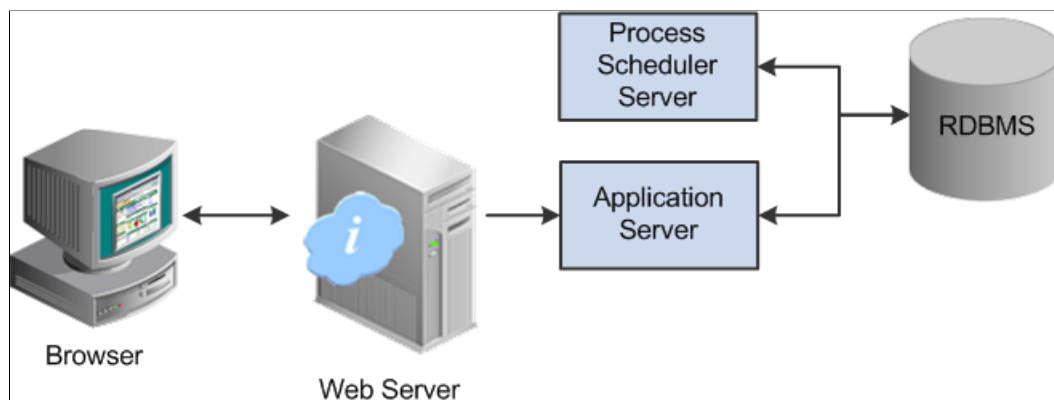 Process
Scheduler
Server
RDBMS
Application
Server
i
Browser
Web Server